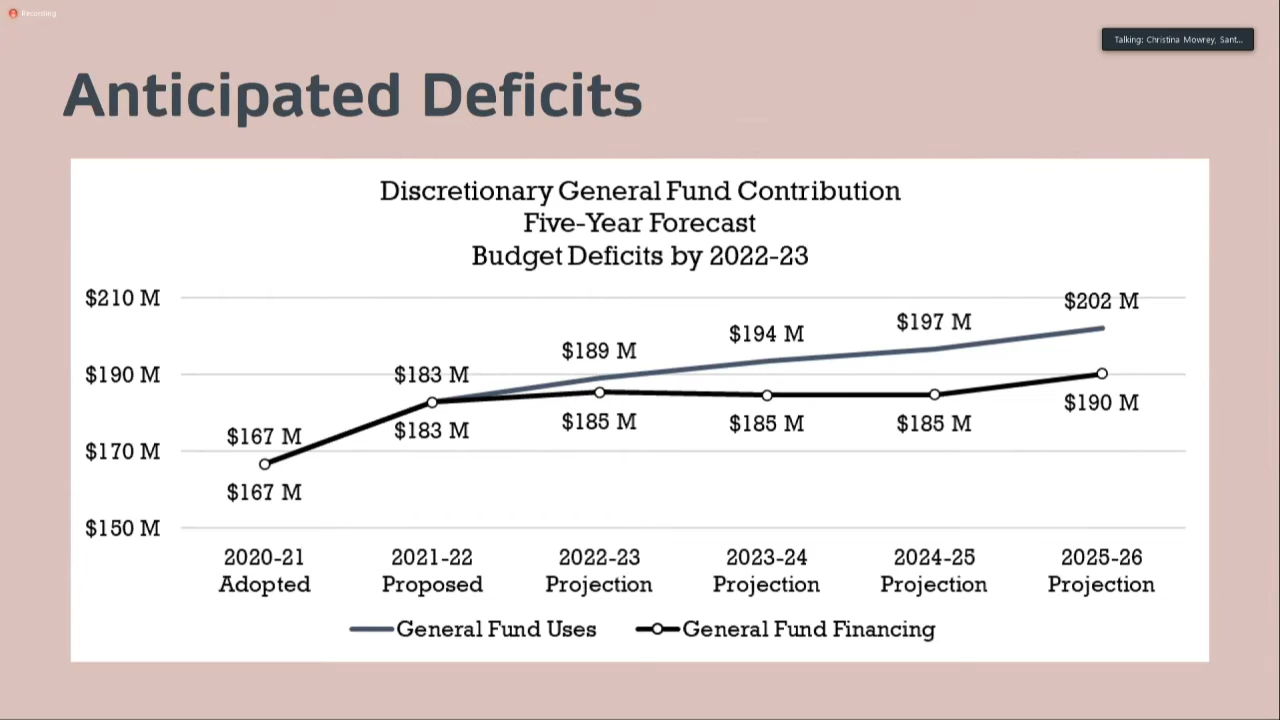 Recording
Talking: Christina Mowrey, Sant...
Anticipated Deficits
Discretionary General Fund Contribution
Five-Year Forecast
Budget Deficits by 2022-23
$210 M
$202 M
$197 M
$194 M
$189 M
$190 M
$183 M
$190 M
$185 M
$185 M
$185 M
$183 M
$167 M
$170 M
$167 M
$150 M
2020-21 2021-22 2022-23 2023-24 2024-25 2025-26
Adopted Proposed Projection Projection Projection Projection
General Fund Uses General Fund Financing